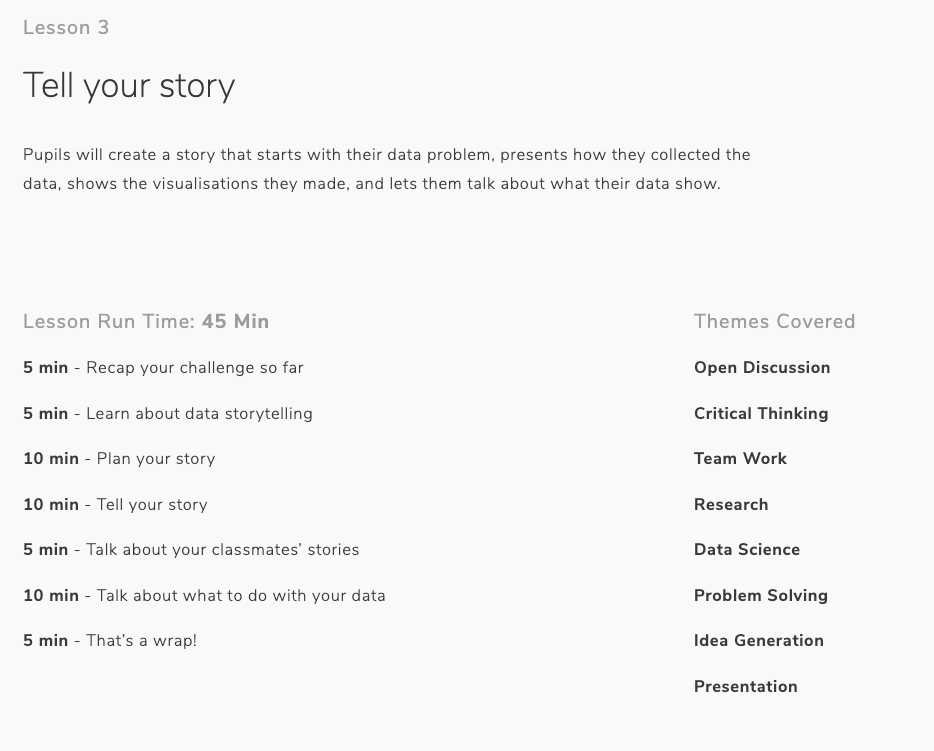 Lesson 3
Tell your story
Pupils will create a story that starts with their data problem, presents how they collected the
data, shows the visualisations they made, and lets them talk about what their data show.
Lesson Run Time: 45 Min
5 min - Recap your challenge so far
5 min - Learn about data storytelling
10 min - Plan your story
10 min - Tell your story
5 min - Talk about your classmates’ stories
10 min - Talk about what to do with your data
5 min - That’s a wrap!
Themes Covered
Open Discussion
Critical Thinking
Team Work
Research
Data Science
Problem Solving
Idea Generation
Presentation